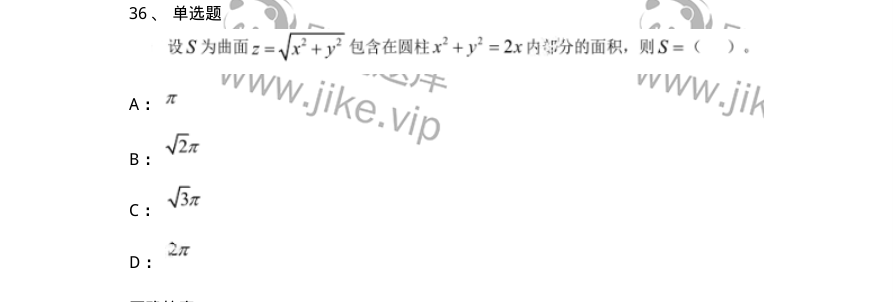 36、 单选题
设S为曲面z=√(x²+y²) 包含在圆柱x²+y²=2x内部分的面积，则S=（ ）。
www.jike.vip
www.jik
A： π
B： √2π
C： √3π
D： 2π